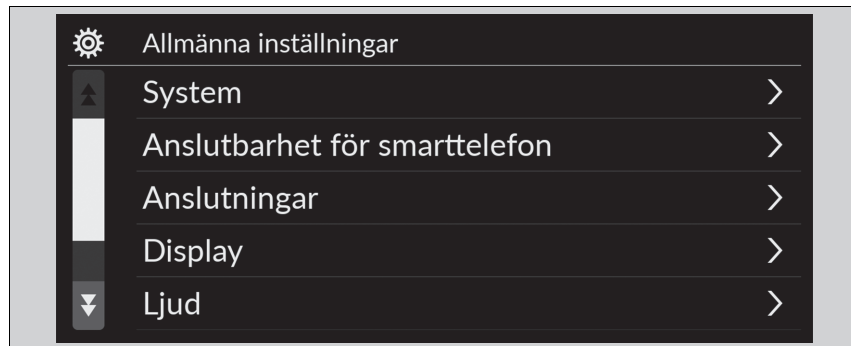 Allmänna inställningar
System
Anslutbarhet för smarttelefon
Anslutningar
Display
Ljud